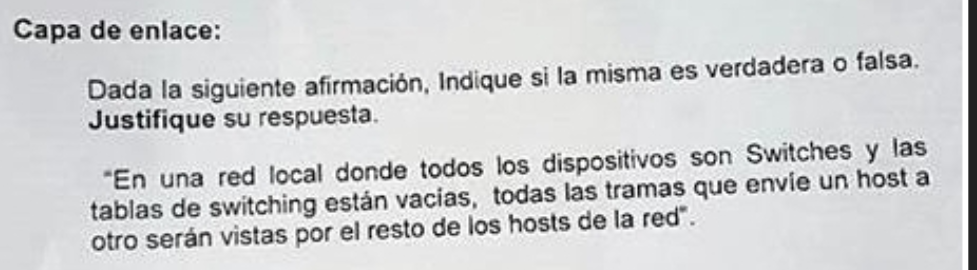 Capa de enlace:
Dada la siguiente afirmación, Indique si la misma es verdadera o falsa.
Justifique su respuesta.
"En una red local donde todos los dispositivos son Switches y las
tablas de switching están vacías, todas las tramas que envíe un host a
otro serán vistas por el resto de los hosts de la red".